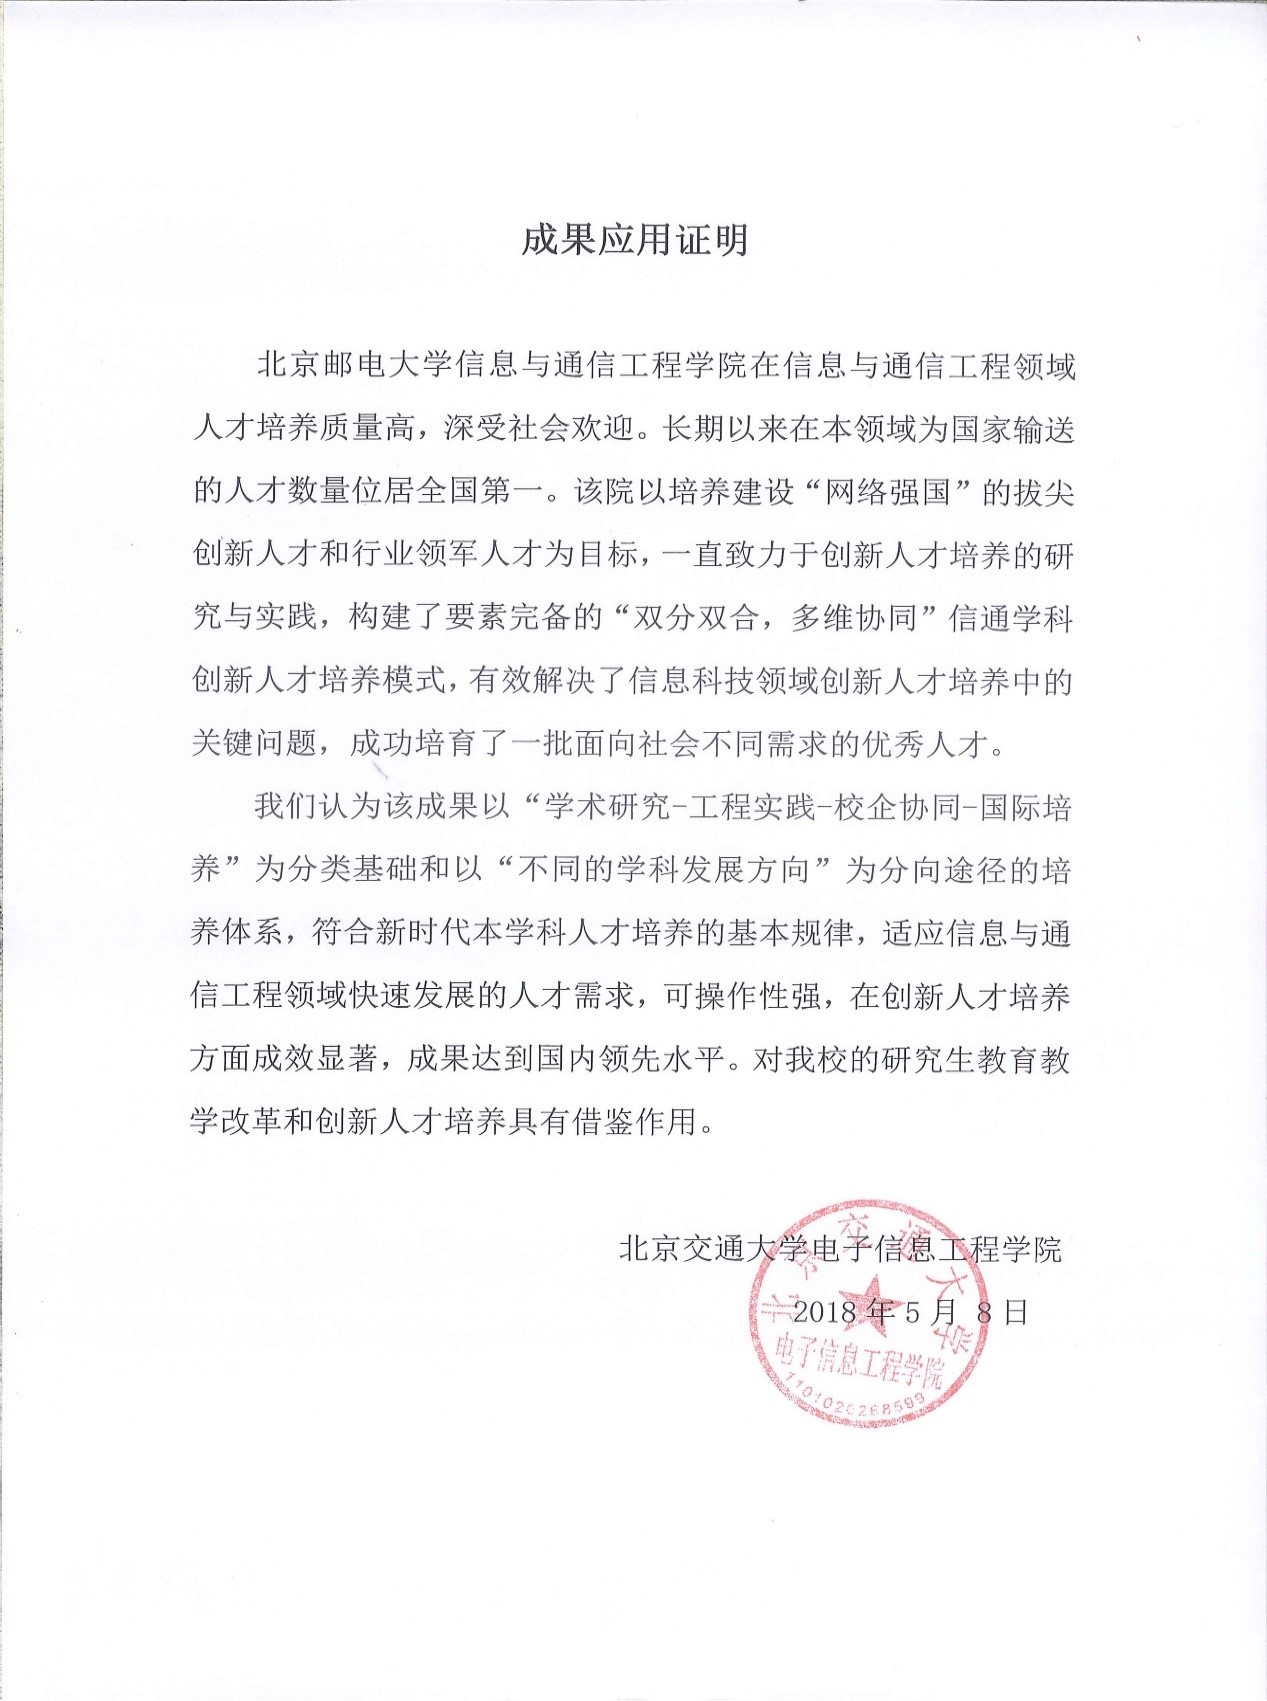 成果应用证明
北京邮电大学信息与通信工程学院在信息与通信工程领域
人才培养质量高，深受社会欢迎。长期以来在本领域为国家输送
的人才数量位居全国第一。该院以培养建设“网络强国”的拔尖
创新人才和行业领军人才为目标，一直致力于创新人才培养的研
究与实践，构建了要素完备的“双分双合，多维协同”信通学科
创新人才培养模式，有效解决了信息科技领域创新人才培养中的
关键问题，成功培育了一批面向社会不同需求的优秀人才。
我们认为该成果以“学术研究-工程实践-校企协同-国际培
养”为分类基础和以“不同的学科发展方向”为分向途径的培
养体系，符合新时代本学科人才培养的基本规律，适应信息与通
信工程领域快速发展的人才需求，可操作性强，在创新人才培养
方面成效显著，成果达到国内领先水平。对我校的研究生教育教
学改革和创新人才培养具有借鉴作用。
北京交通大学电子信息工程学院
2018 年 5 月 8 日
北京交通大学
电子信息工程学院
1101020268599